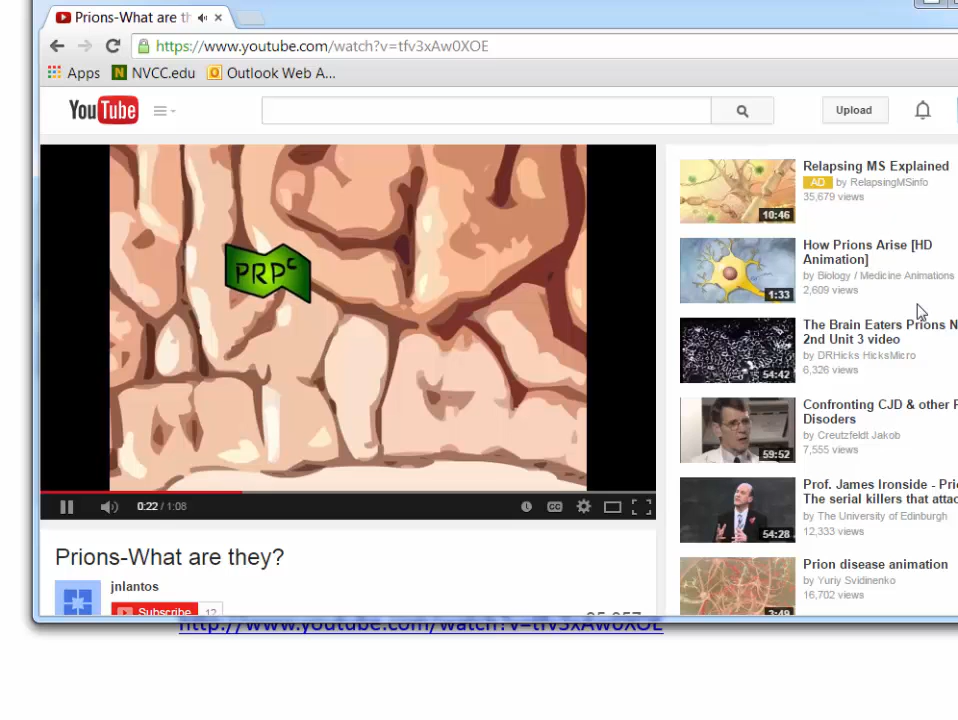 Prions-What are th
https://www.youtube.com/watch?v=tfv3xAw0XOE
Apps NVCC.edu Outlook Web A...
YouTube
Upload
PRPc
0:22 / 1:08
CC
Prions-What are they?
jnlantos
Subscribe 12
Relapsing MS Explained
AD by RelapsingMSinfo
35,679 views
10:46
How Prions Arise [HD
Animation]
by Biology / Medicine Animations
2,609 views
1:33
The Brain Eaters Prions N
2nd Unit 3 video
by DRHicks HicksMicro
6,326 views
54:42
Confronting CJD & other P
Disoders
by Creutzfeldt Jakob
7,555 views
59:52
Prof. James Ironside - Prio
The serial killers that attac
by The University of Edinburgh
12,333 views
54:28
Prion disease animation
by Yuriy Svidinenko
16,702 views
3:49
http://www.youtube.com/watch?v=tfv3xAw0XOE